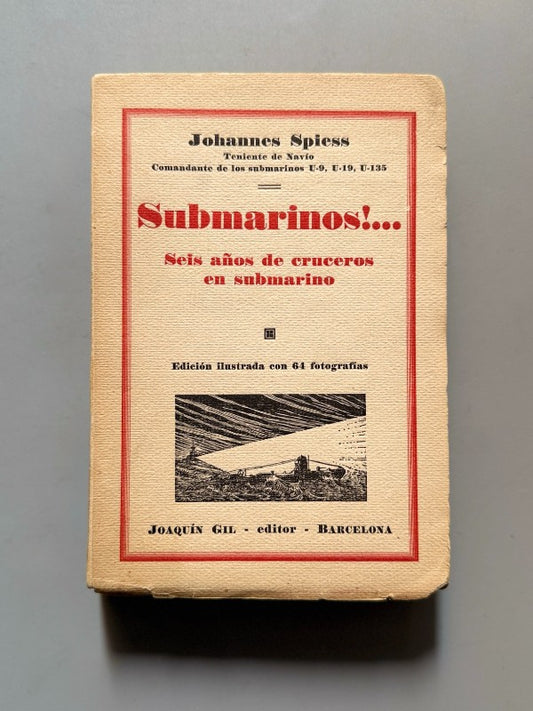 Johannes Spiess
Teniente de Navío
Comandante de los submarinos U-9, U-19, U-135
Submarinos!...
Seis años de cruceros
en submarino
Edición ilustrada con 64 fotografías
JOAQUÍN GIL - editor - BARCELONA